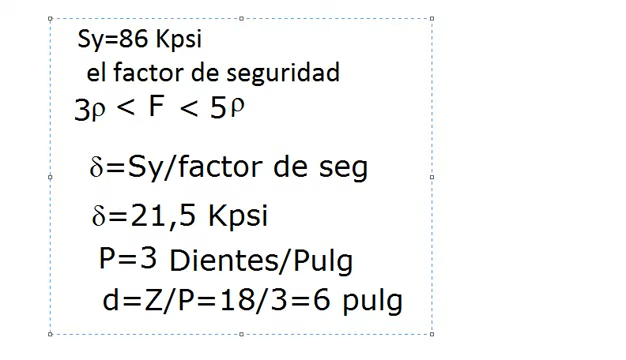 Sy=86 Kpsi
el factor de seguridad
3ρ < F < 5ρ
δ=Sy/factor de seg
δ=21,5 Kpsi
P=3 Dientes/Pulg
d=Z/P=18/3=6 pulg